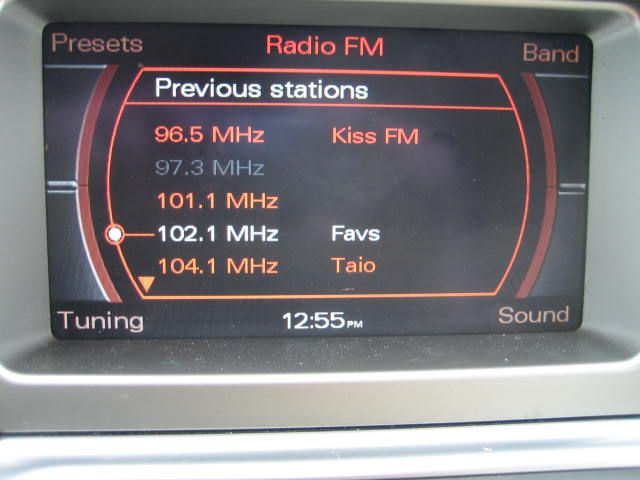 Presets Radio FM Band
Previous stations
96.5 MHz Kiss FM
97.3 MHz
101.1 MHz
102.1 MHz Favs
104.1 MHz Taio
Tuning 12:55PM Sound